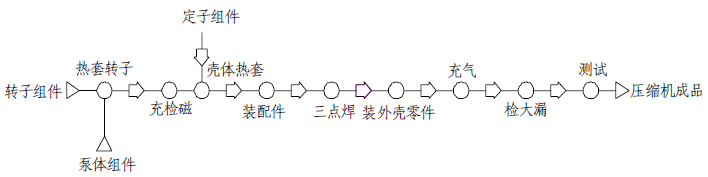 定子组件
热套转子
壳体热套
充气
测试
转子组件
压缩机成品
充检磁
装配件
三点焊
装外壳零件
检大漏
泵体组件